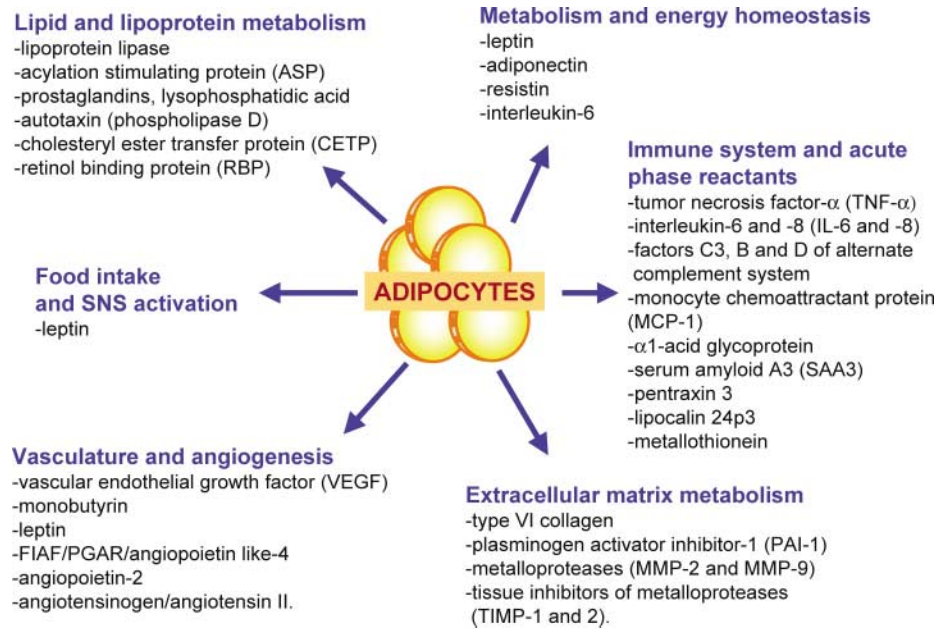 Lipid and lipoprotein metabolism
-lipoprotein lipase
-acylation stimulating protein (ASP)
-prostaglandins, lysophosphatidic acid
-autotaxin (phospholipase D)
-cholesteryl ester transfer protein (CETP)
-retinol binding protein (RBP)
Metabolism and energy homeostasis
-leptin
-adiponectin
-resistin
-interleukin-6
Immune system and acute
phase reactants
-tumor necrosis factor-α (TNF-α)
-interleukin-6 and -8 (IL-6 and -8)
-factors C3, B and D of alternate
complement system
-monocyte chemoattractant protein
(MCP-1)
-α1-acid glycoprotein
-serum amyloid A3 (SAA3)
-pentraxin 3
-lipocalin 24p3
-metallothionein
Food intake
and SNS activation
-leptin
ADIPOCYTES
Vasculature and angiogenesis
-vascular endothelial growth factor (VEGF)
-monobutyrin
-leptin
-FIAF/PGAR/angiopoietin like-4
-angiopoietin-2
-angiotensinogen/angiotensin II.
Extracellular matrix metabolism
-type VI collagen
-plasminogen activator inhibitor-1 (PAI-1)
-metalloproteases (MMP-2 and MMP-9)
-tissue inhibitors of metalloproteases
(TIMP-1 and 2).